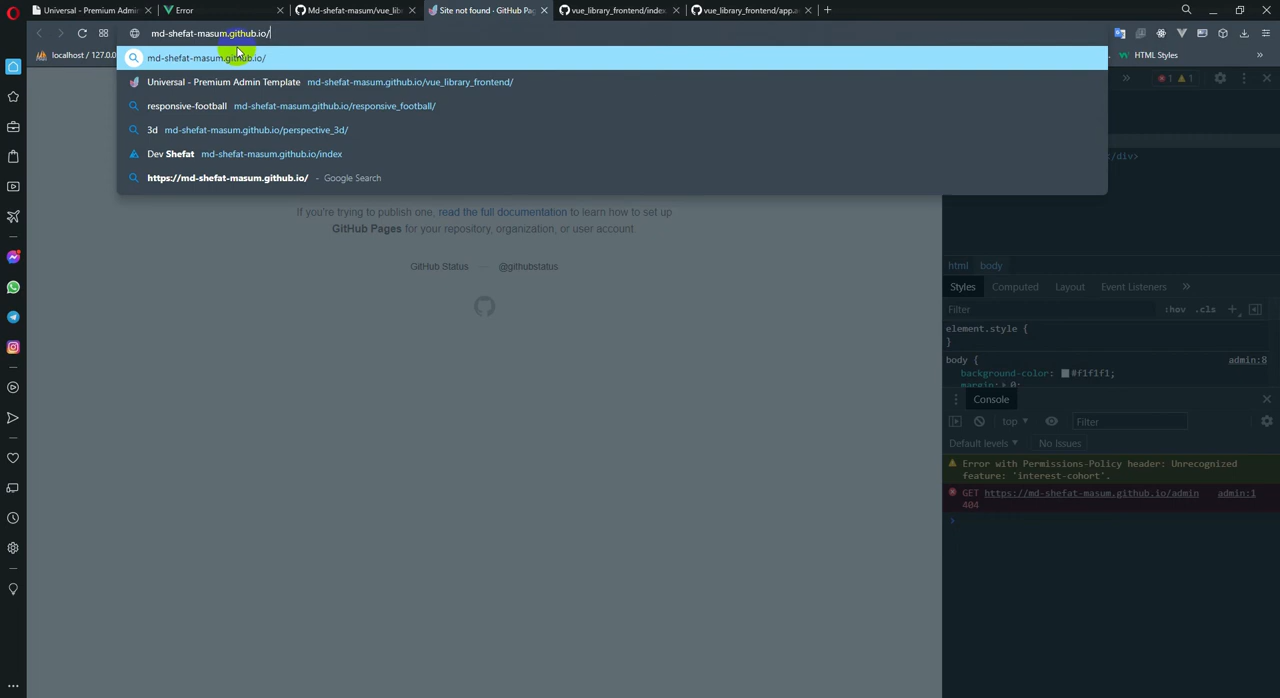 Universal - Premium Admin
Error
Md-shefat-masum/vue_lib
Site not found · GitHub Pag
vue_library_frontend/index.
vue_library_frontend/app.a
md-shefat-masum.github.io/
localhost / 127.0.0
HTML Styles
md-shefat-masum.github.io/
Universal - Premium Admin Template md-shefat-masum.github.io/vue_library_frontend/
responsive-football md-shefat-masum.github.io/responsive_football/
3d md-shefat-masum.github.io/perspective_3d/
Dev Shefat md-shefat-masum.github.io/index
https://md-shefat-masum.github.io/ - Google Search
1 1
/div>
If you're trying to publish one, read the full documentation to learn how to set up
GitHub Pages for your repository, organization, or user account.
GitHub Status — @githubstatus
html body
Styles Computed Layout Event Listeners »
Filter :hov .cls +
element.style {
}
body { admin:8
background-color: #f1f1f1;
margin: 0;
Console
top Filter
Default levels No Issues
Error with Permissions-Policy header: Unrecognized
feature: 'interest-cohort'.
GET https://md-shefat-masum.github.io/admin admin:1
404